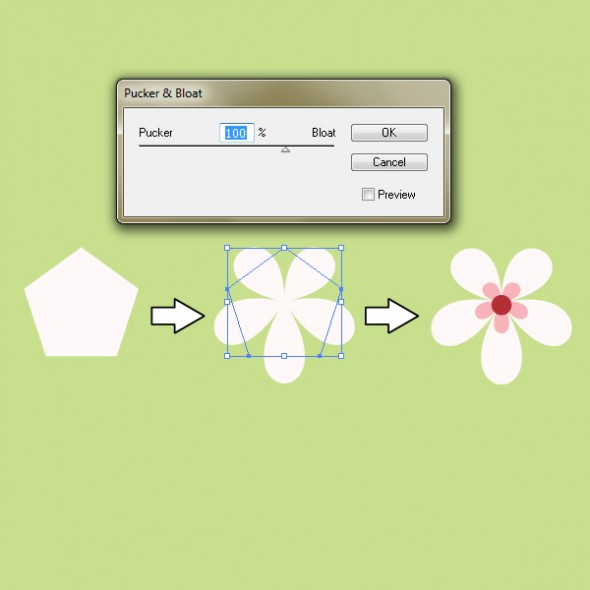 Pucker & Bloat
Pucker 100 % Bloat OK
Cancel
Preview